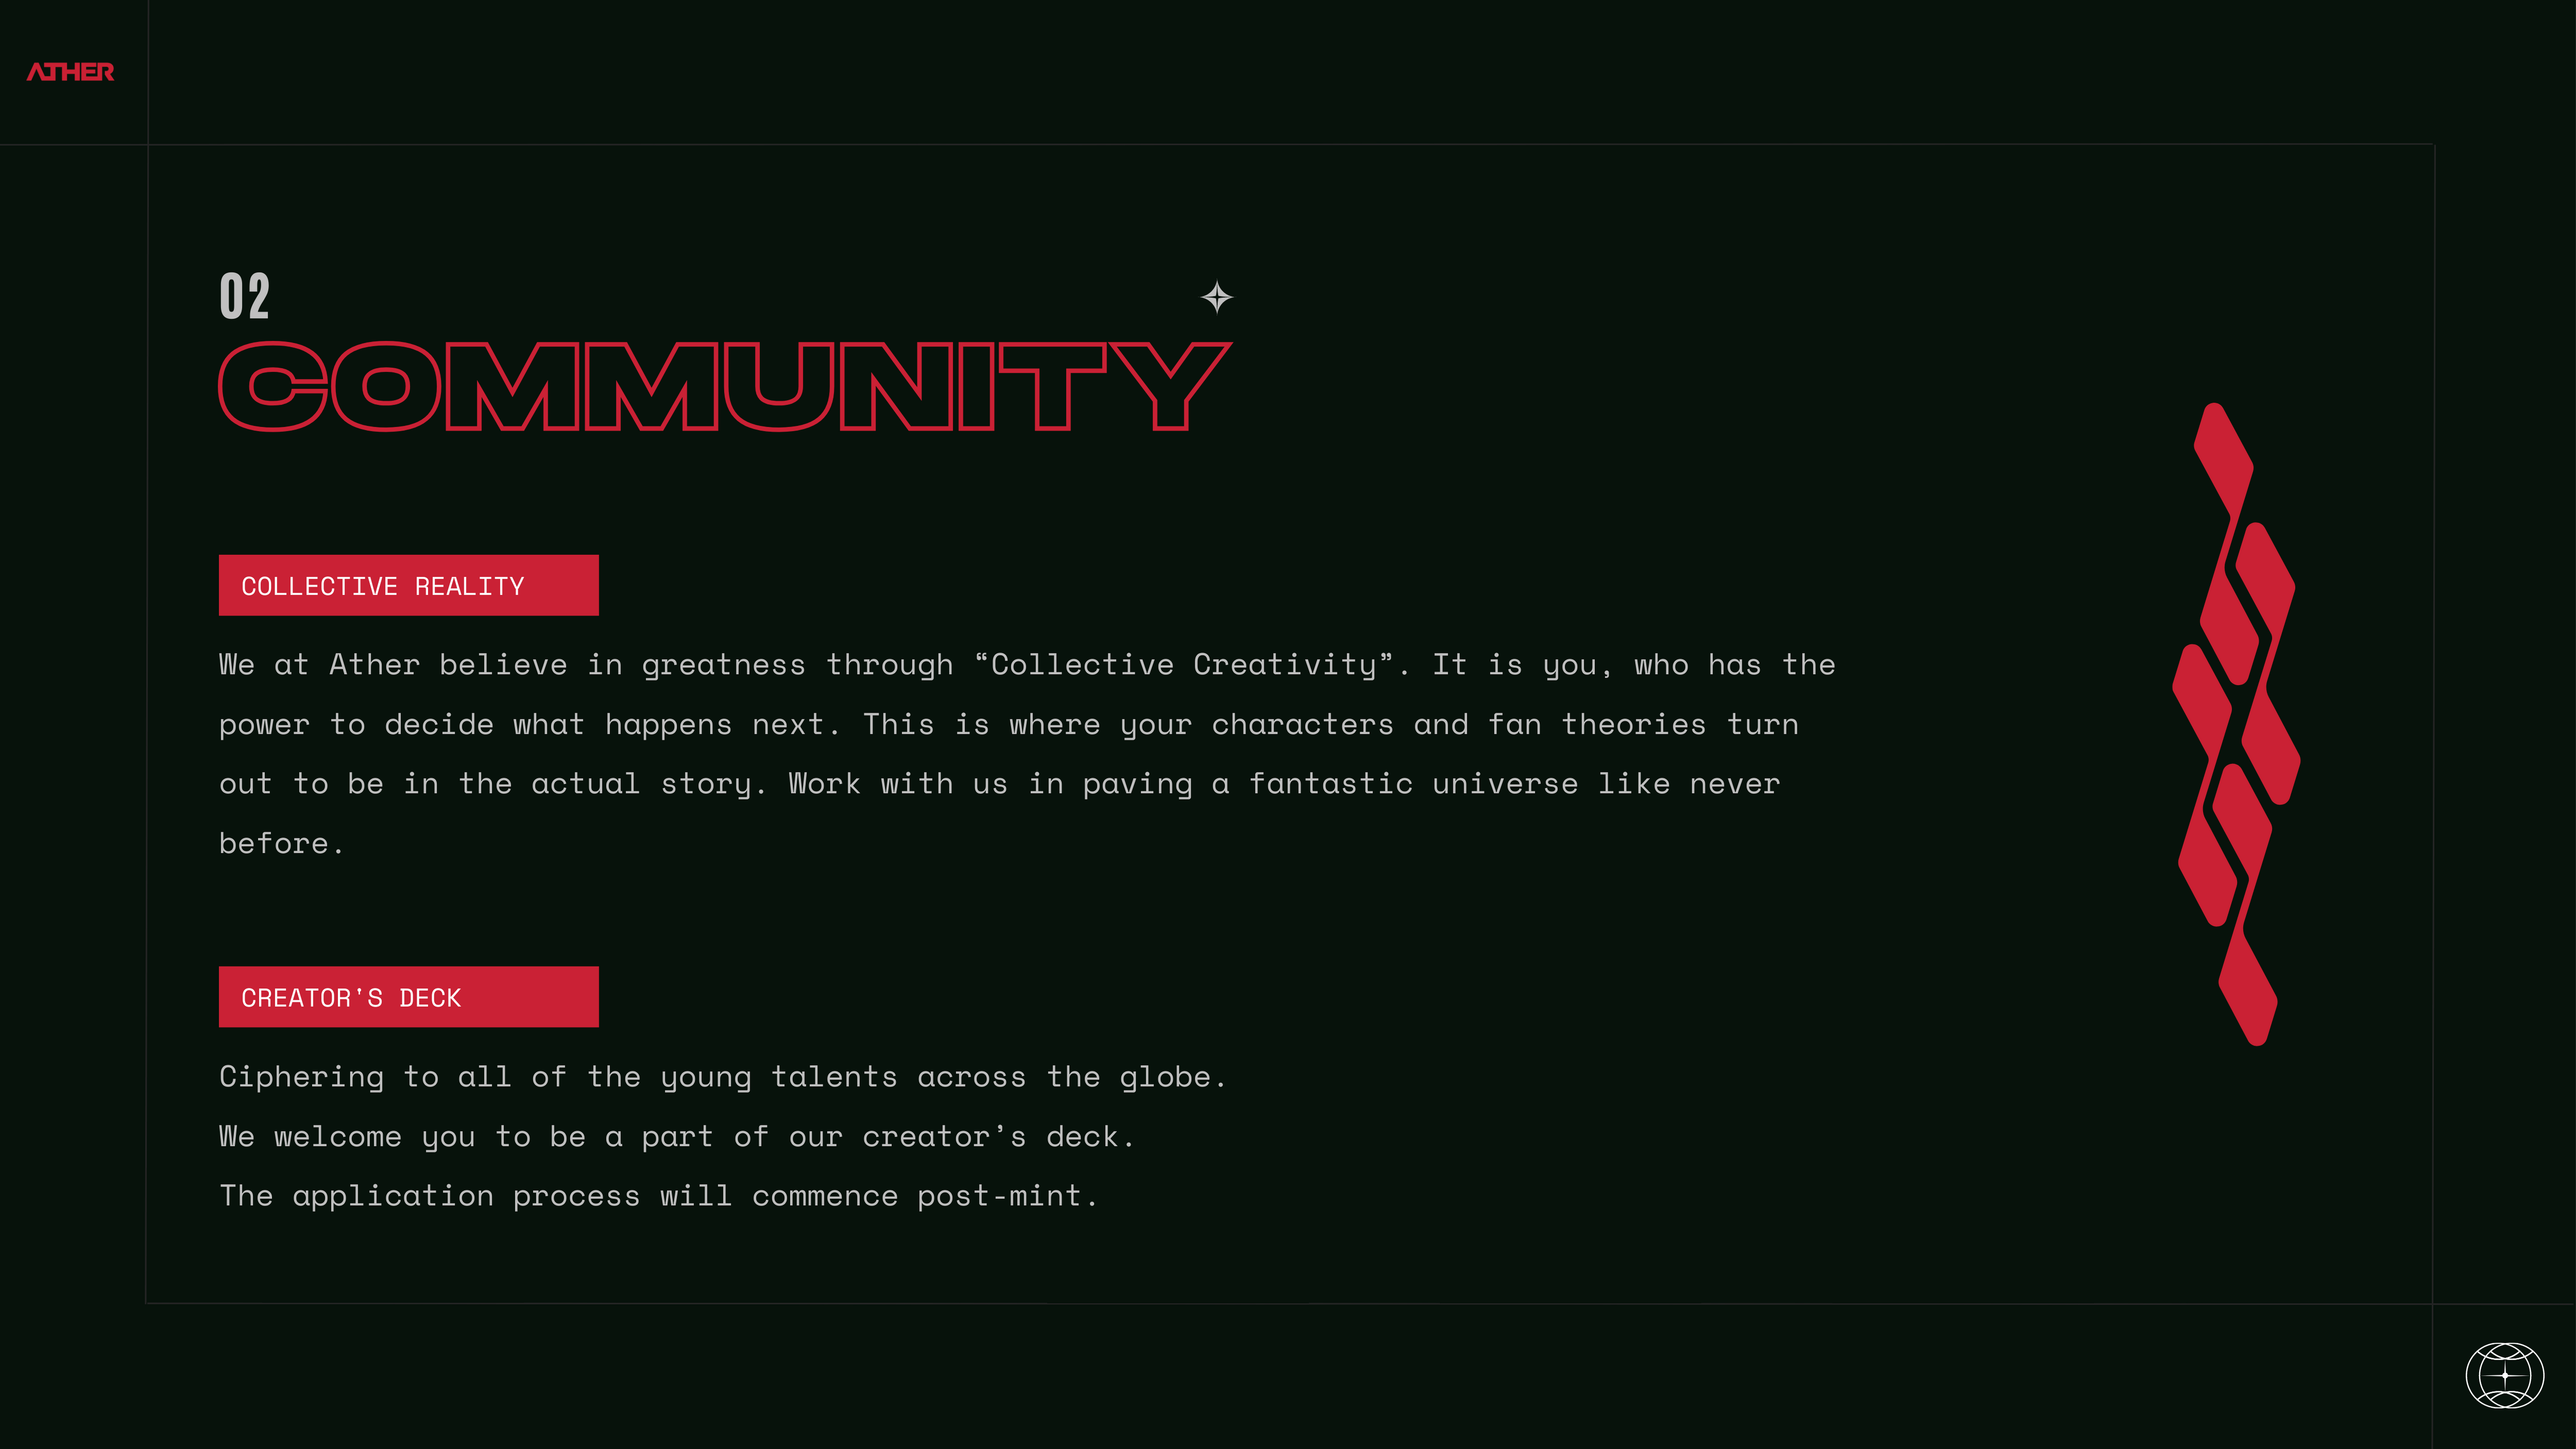 ATHER
02
COMMUNITY
COLLECTIVE REALITY
We at Ather believe in greatness through “Collective Creativity”. It is you, who has the
power to decide what happens next. This is where your characters and fan theories turn
out to be in the actual story. Work with us in paving a fantastic universe like never
before.
CREATOR'S DECK
Ciphering to all of the young talents across the globe.
We welcome you to be a part of our creator’s deck.
The application process will commence post-mint.